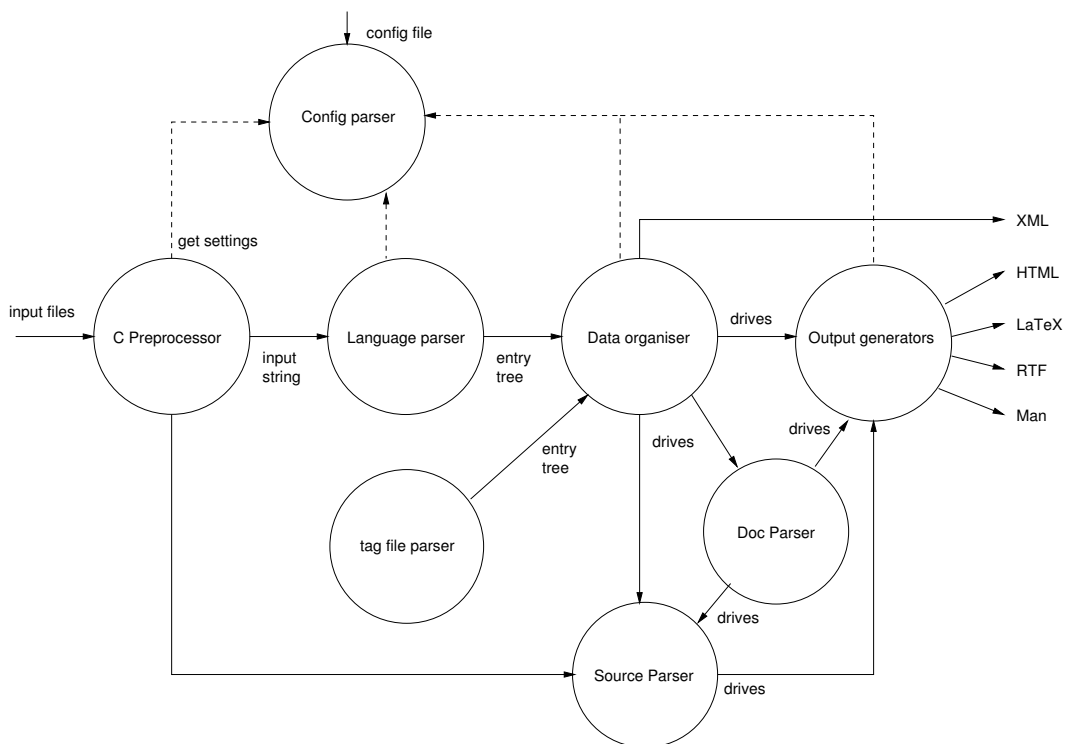 config file
Config parser
get settings
XML
HTML
input files
LaTeX
drives
C Preprocessor
Language parser
Data organiser
Output generators
input
string
entry
tree
RTF
Man
drives
drives
entry
tree
tag file parser
Doc Parser
drives
Source Parser
drives